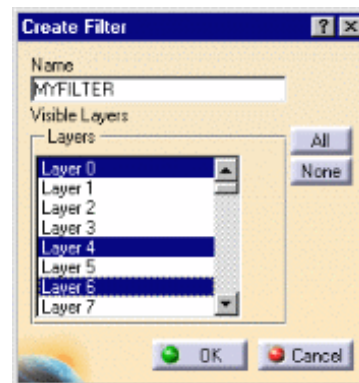 Create Filter
Name
MYFILTER
Visible Layers
Layers
All
None
Layer 0
Layer 1
Layer 2
Layer 3
Layer 4
Layer 5
Layer 6
Layer 7
OK
Cancel